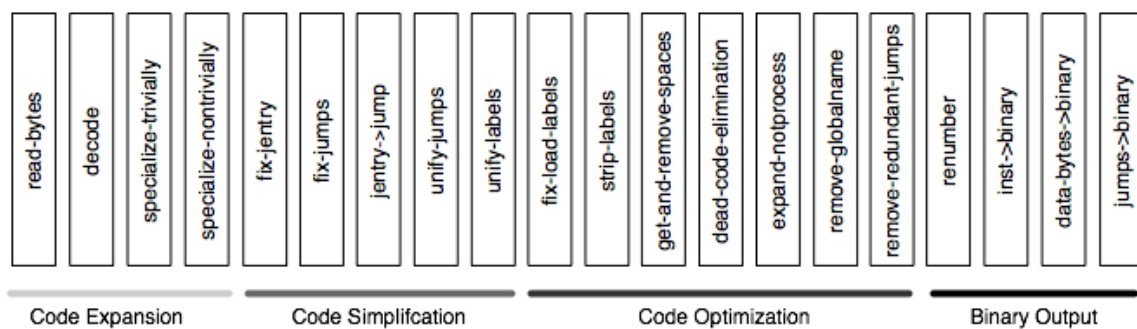 read-bytes
decode
specialize-trivially
specialize-nontrivially
fix-jentry
fix-jumps
jentry->jump
unify-jumps
unify-labels
fix-load-labels
strip-labels
get-and-remove-spaces
dead-code-elimination
expand-notprocess
remove-globalname
remove-redundant-jumps
renumber
inst->binary
data-bytes->binary
jumps->binary
Code Expansion
Code Simplifcation
Code Optimization
Binary Output